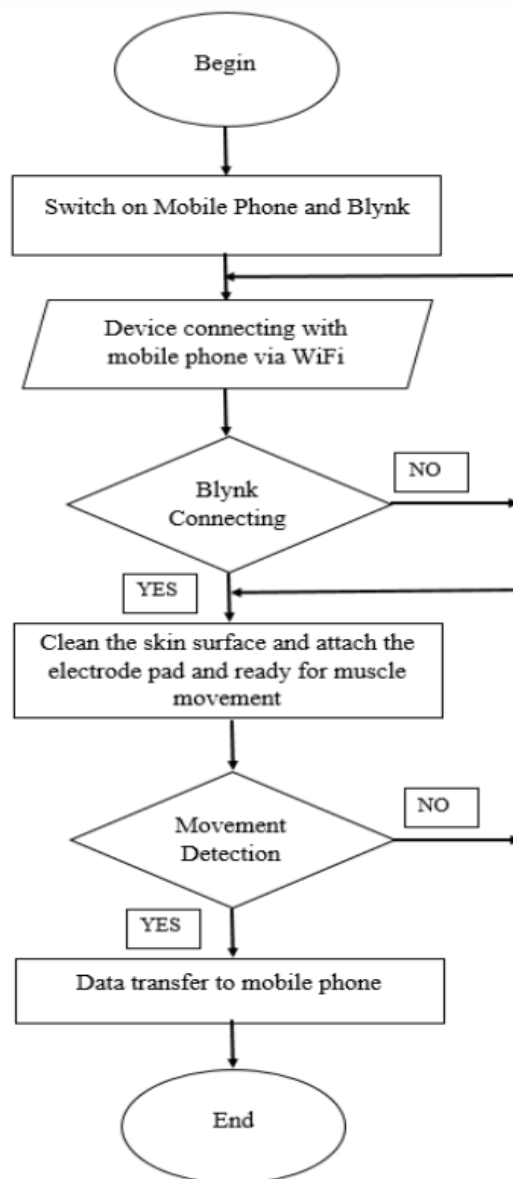 Begin
Switch on Mobile Phone and Blynk
Device connecting with
mobile phone via WiFi
Blynk
Connecting
NO
YES
Clean the skin surface and attach the
electrode pad and ready for muscle
movement
Movement
Detection
NO
YES
Data transfer to mobile phone
End